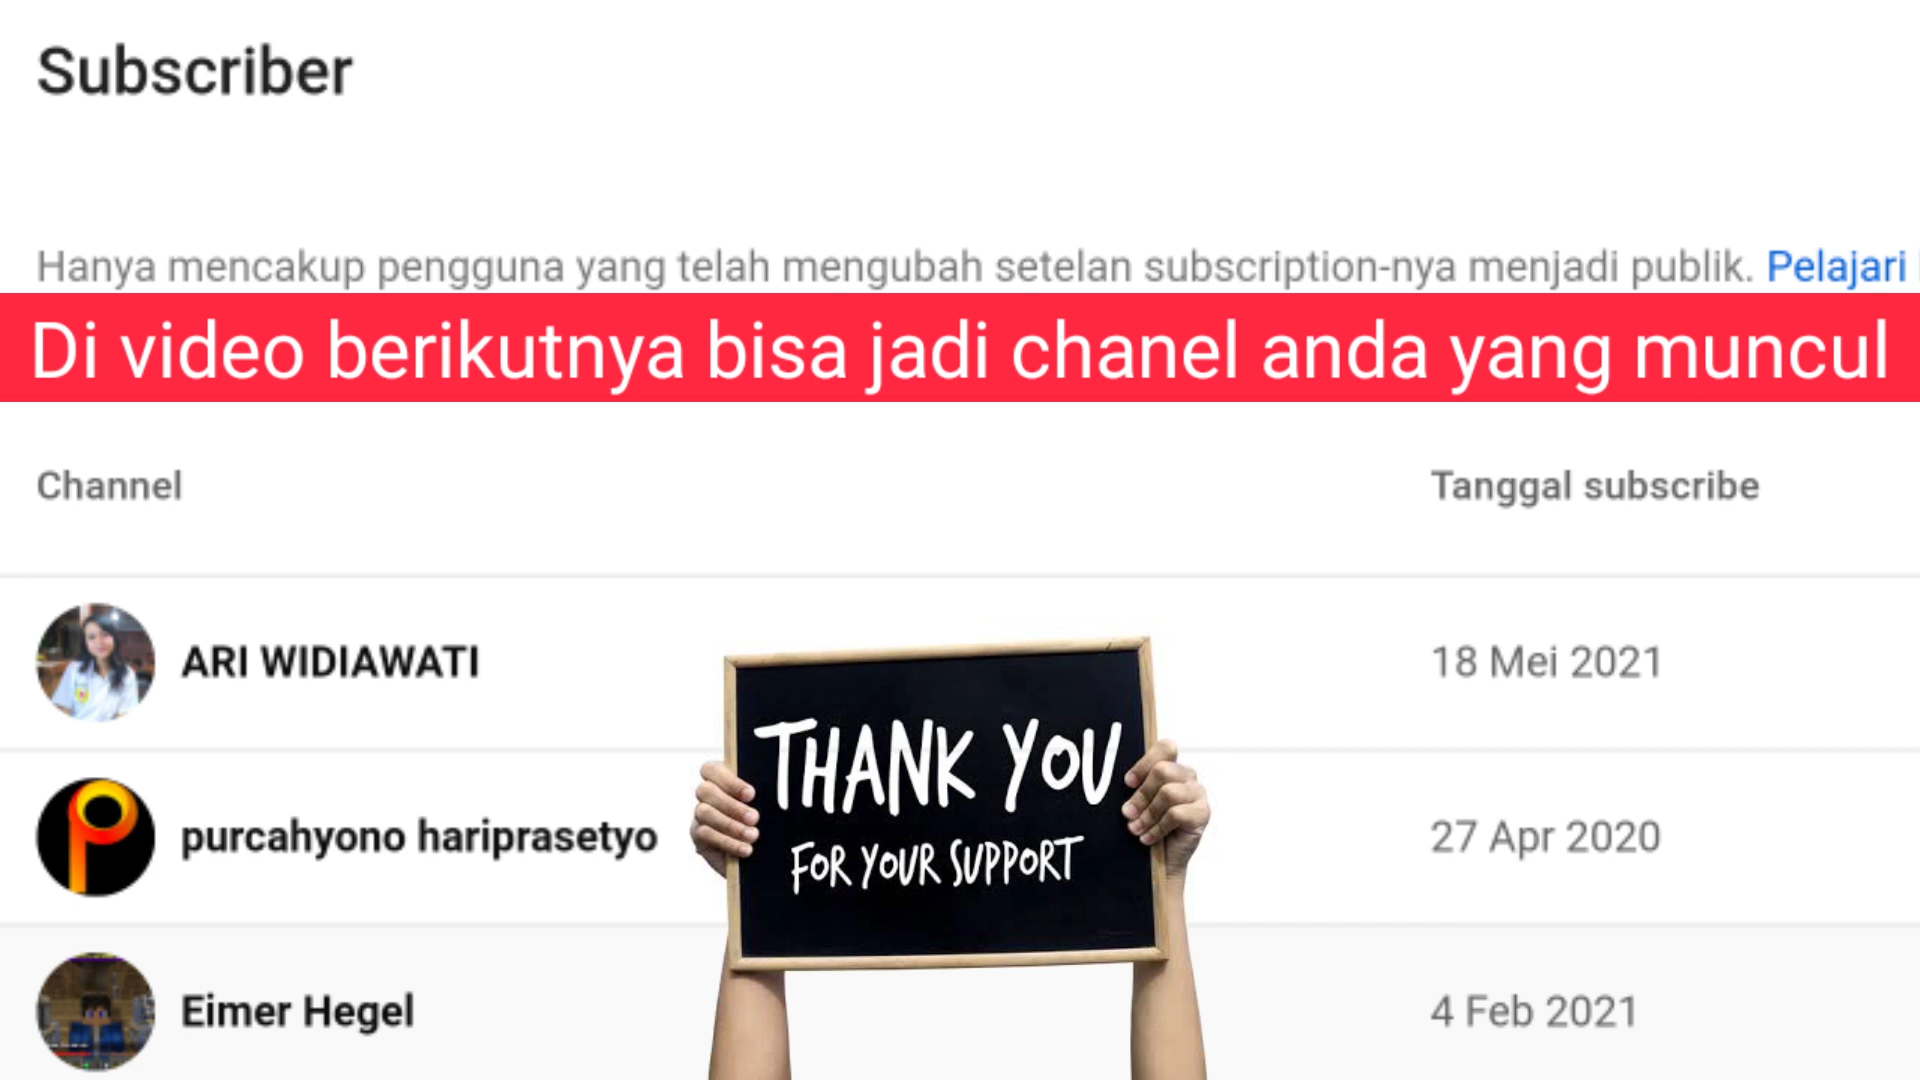 Subscriber
Hanya mencakup pengguna yang telah mengubah setelan subscription-nya menjadi publik. Pelajari
Di video berikutnya bisa jadi chanel anda yang muncul
Channel Tanggal subscribe
ARI WIDIAWATI 18 Mei 2021
purcahyono hariprasetyo 27 Apr 2020
Eimer Hegel 4 Feb 2021
THANK YOU
FOR YOUR SUPPORT